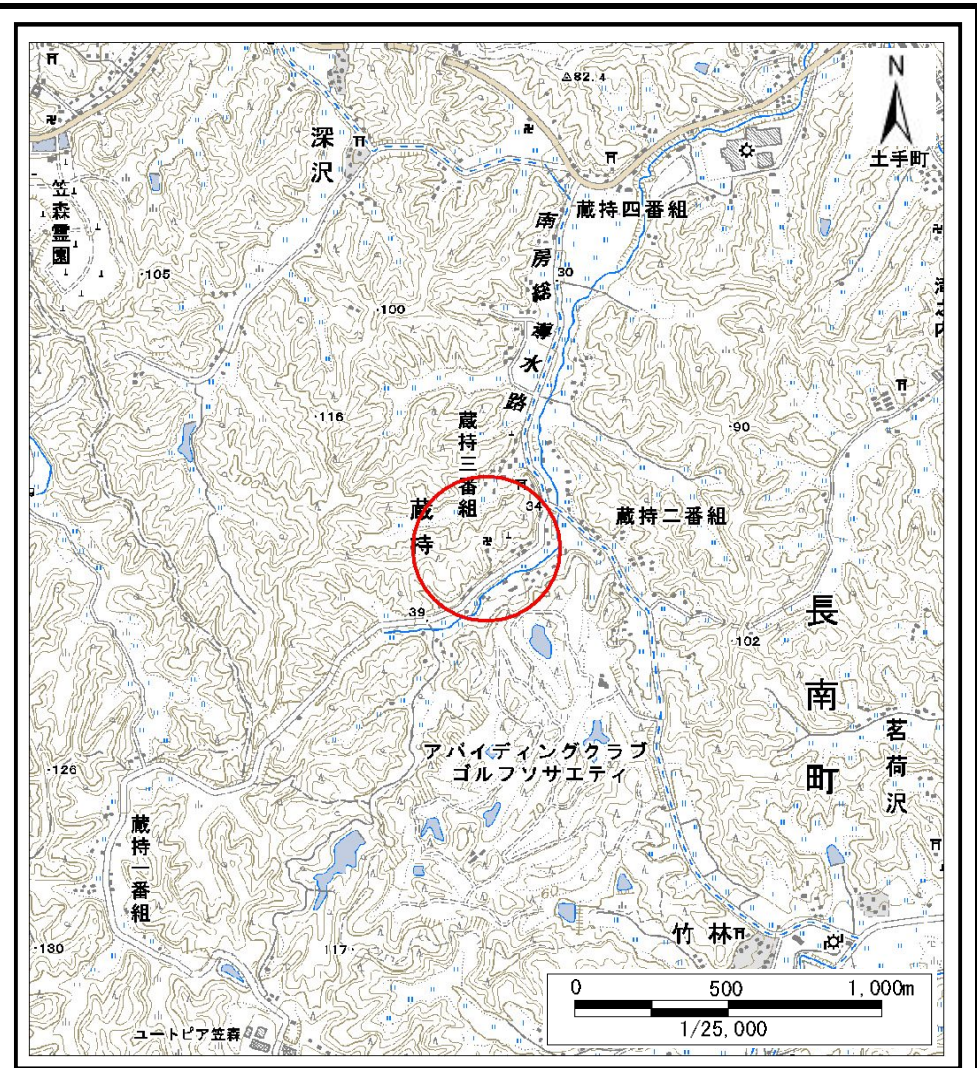 82.4
N
深沢
土手町
蔵持四番組
笠森霊園
南房総導水路
30
105
100
116
蔵持三番組
90
蔵持
34
蔵持二番組
39
長南町
102
茗荷沢
アバイディングクラブ
ゴルフソサエティ
126
蔵持一番組
60
130
117
竹林
0 500 1,000m
1/25,000
ユートピア笠森